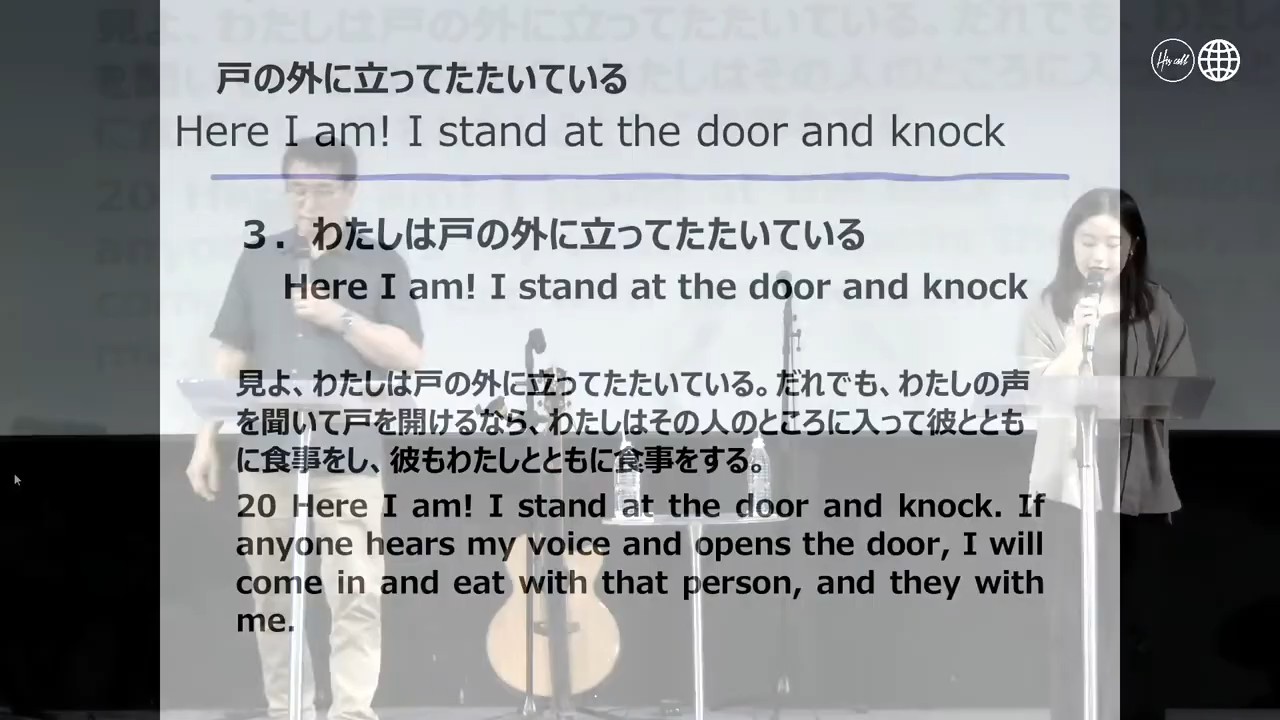 戸の外に立ってたたいている
Here I am! I stand at the door and knock
３．わたしは戸の外に立ってたたいている
Here I am! I stand at the door and knock
見よ、わたしは戸の外に立ってたたいている。だれでも、わたしの声
を聞いて戸を開けるなら、わたしはその人のところに入って彼ととも
に食事をし、彼もわたしとともに食事をする。
20 Here I am! I stand at the door and knock. If
anyone hears my voice and opens the door, I will
come in and eat with that person, and they with
me.
His call